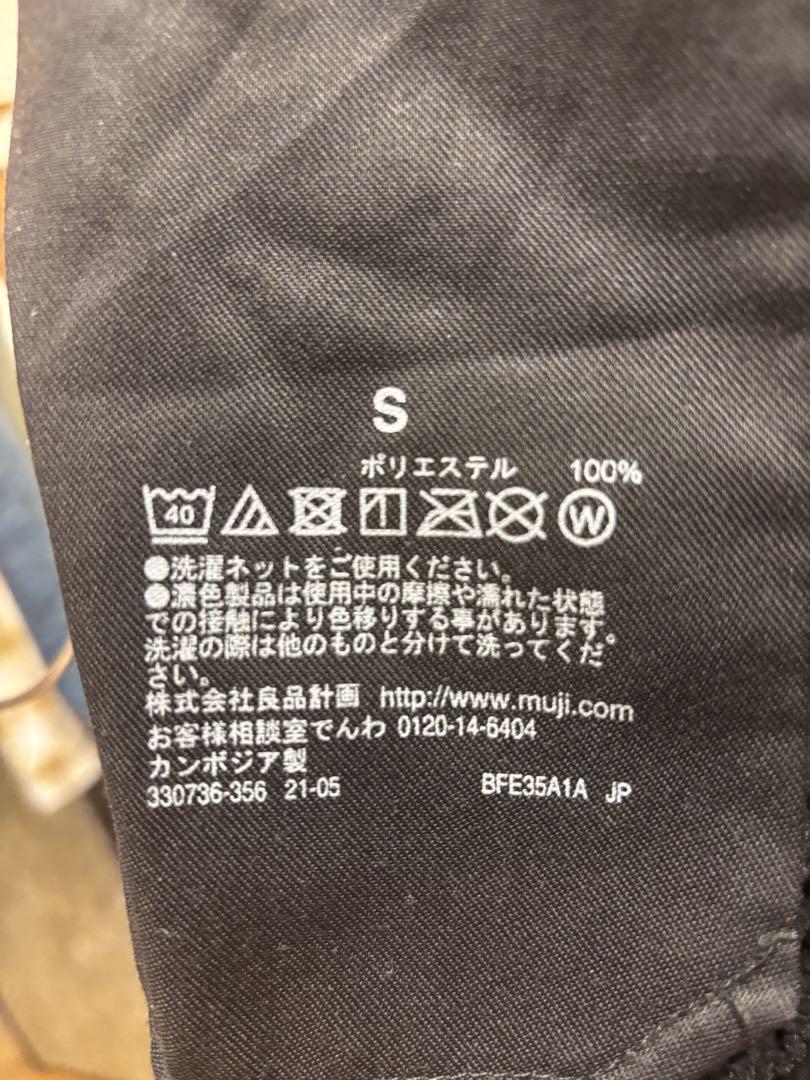 S
ポリエステル 100%
40 W
●洗濯ネットをご使用ください。
●濃色製品は使用中の摩擦や濡れた状態
での接触により色移りする事があります。
洗濯の際は他のものと分けて洗ってくだ
さい。
株式会社良品計画 http://www.muji.com
お客様相談室でんわ 0120-14-6404
カンボジア製
330736-356 21-05 BFE35A1A JP